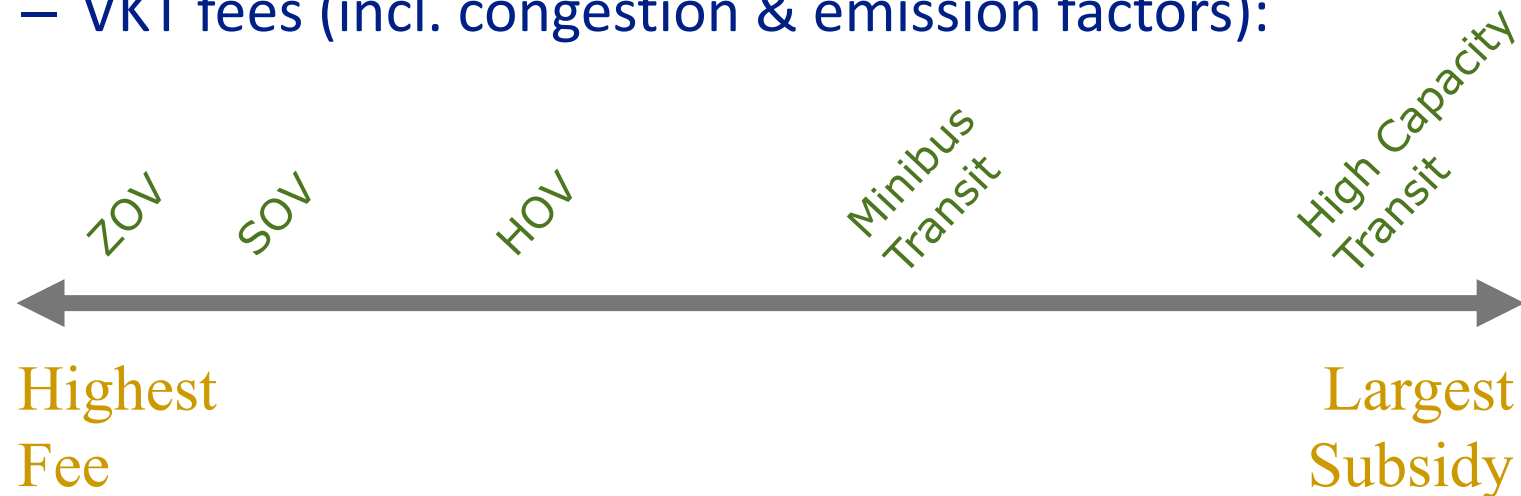 – VKT fees (incl. congestion & emission factors):
ZOV
SOV
HOV
Minibus
Transit
High Capacity
Transit
Highest
Fee
Largest
Subsidy